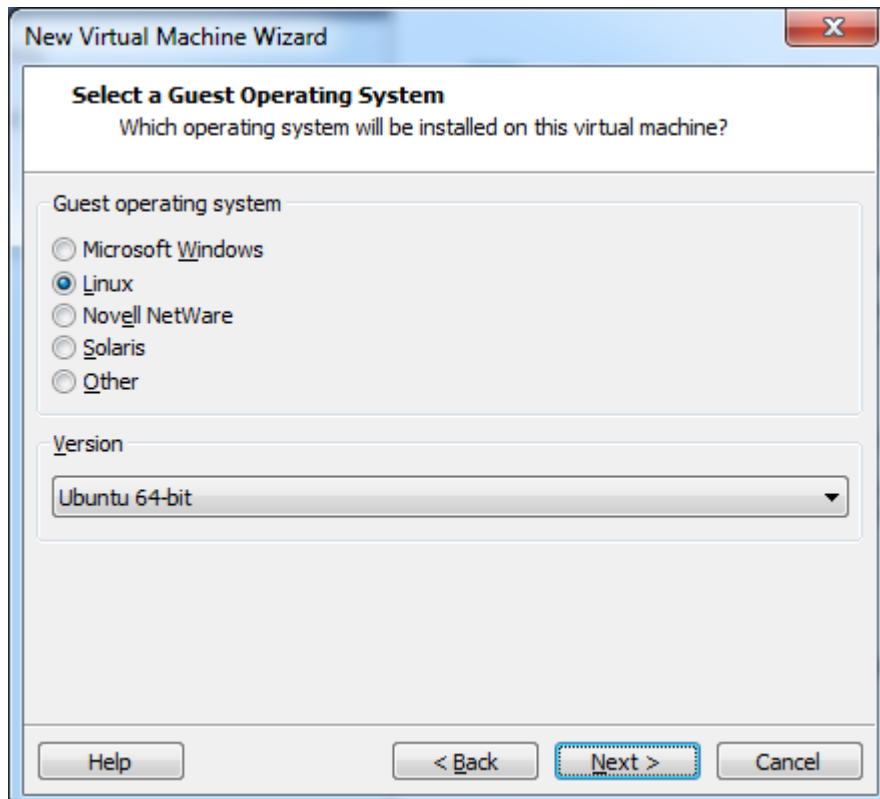 New Virtual Machine Wizard
Select a Guest Operating System
Which operating system will be installed on this virtual machine?
Guest operating system
Microsoft Windows
Linux
Novell NetWare
Solaris
Other
Version
Ubuntu 64-bit
Help < Back Next > Cancel